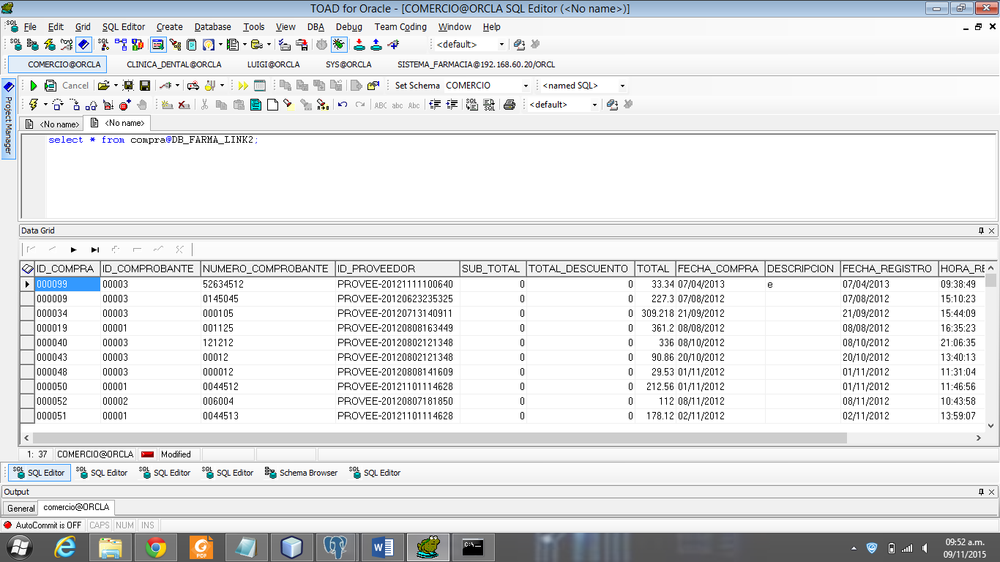 TOAD for Oracle - [COMERCIO@ORCLA SQL Editor (<No name>)]
File Edit Grid SQL Editor Create Database Tools View DBA Debug Team Coding Window Help
<default>
COMERCIO@ORCLA CLINICA_DENTAL@ORCLA LUIGI@ORCLA SYS@ORCLA SISTEMA_FARMACIA@192.168.60.20/ORCL
Cancel Set Schema COMERCIO <named SQL>
ABC abc Abc SQL SQL <default>
Project Manager
<No name> <No name>
select * from compra@DB_FARMA_LINK2;
Data Grid
ID_COMPRA ID_COMPROBANTE NUMERO_COMPROBANTE ID_PROVEEDOR SUB_TOTAL TOTAL_DESCUENTO TOTAL FECHA_COMPRA DESCRIPCION FECHA_REGISTRO HORA_RE
000099 00003 52634512 PROVEE-20121111100640 0 0 33.34 07/04/2013 e 07/04/2013 09:38:49
000009 00003 0145045 PROVEE-20120623235325 0 0 227.3 07/08/2012 07/08/2012 15:10:23
000034 00003 000105 PROVEE-20120713140911 0 0 309.218 21/09/2012 21/09/2012 15:44:09
000019 00001 001125 PROVEE-20120808163449 0 0 361.2 08/08/2012 08/08/2012 16:35:23
000040 00003 121212 PROVEE-20120802121348 0 0 336 08/10/2012 08/10/2012 21:06:35
000043 00003 00012 PROVEE-20120802121348 0 0 90.86 20/10/2012 20/10/2012 13:40:13
000048 00003 000012 PROVEE-20120808141609 0 0 29.53 01/11/2012 01/11/2012 11:31:04
000050 00001 0044512 PROVEE-20121101114628 0 0 212.56 01/11/2012 01/11/2012 11:46:56
000052 00002 006004 PROVEE-20120807181850 0 0 112 08/11/2012 08/11/2012 10:43:58
000051 00001 0044513 PROVEE-20121101114628 0 0 178.12 02/11/2012 02/11/2012 13:59:07
1: 37 COMERCIO@ORCLA Modified
SQL Editor SQL Editor SQL Editor SQL Editor Schema Browser SQL Editor
Output
General comercio@ORCLA
AutoCommit is OFF CAPS NUM INS
PDF
C:\_
09:52 a.m.
09/11/2015